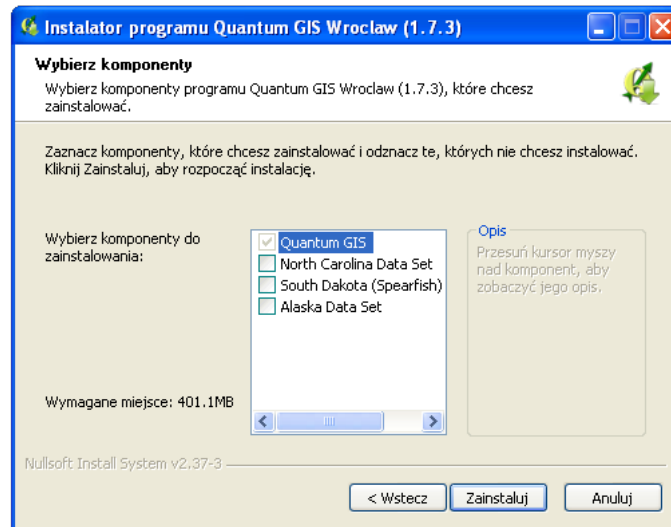 Instalator programu Quantum GIS Wroclaw (1.7.3)
Wybierz komponenty
Wybierz komponenty programu Quantum GIS Wroclaw (1.7.3), które chcesz
zainstalować.
Zaznacz komponenty, które chcesz zainstalować i odznacz te, których nie chcesz instalować.
Kliknij Zainstaluj, aby rozpocząć instalację.
Wybierz komponenty do
zainstalowania:
Quantum GIS
North Carolina Data Set
South Dakota (Spearfish)
Alaska Data Set
Opis
Przesuń kursor myszy
nad komponent, aby
zobaczyć jego opis.
Wymagane miejsce: 401.1MB
Nullsoft Install System v2.37-3
< Wstecz
Zainstaluj
Anuluj